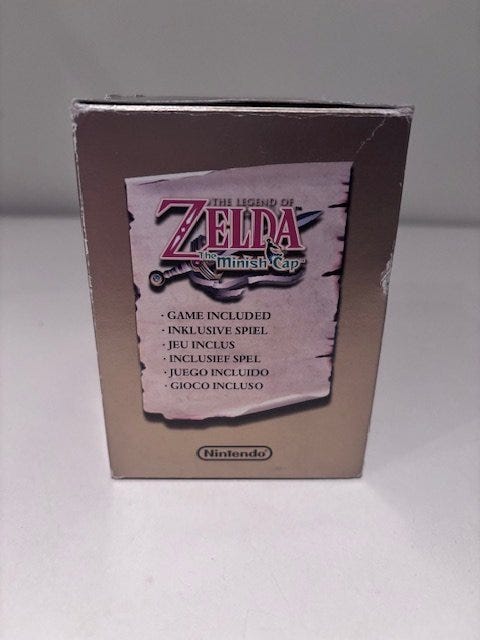 THE LEGEND OF
ZELDA
The Minish Cap™
· GAME INCLUDED
· INKLUSIVE SPIEL
· JEU INCLUS
· INCLUSIEF SPEL
· JUEGO INCLUIDO
· GIOCO INCLUSO
Nintendo®